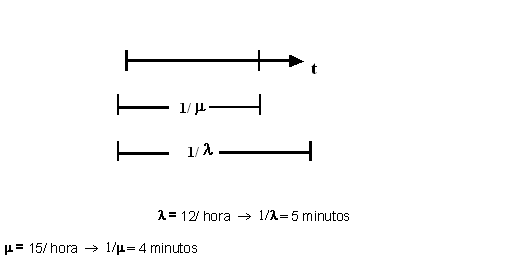 t
1/ μ
1/ λ
λ = 12/ hora → 1/λ = 5 minutos
μ = 15/ hora → 1/μ = 4 minutos